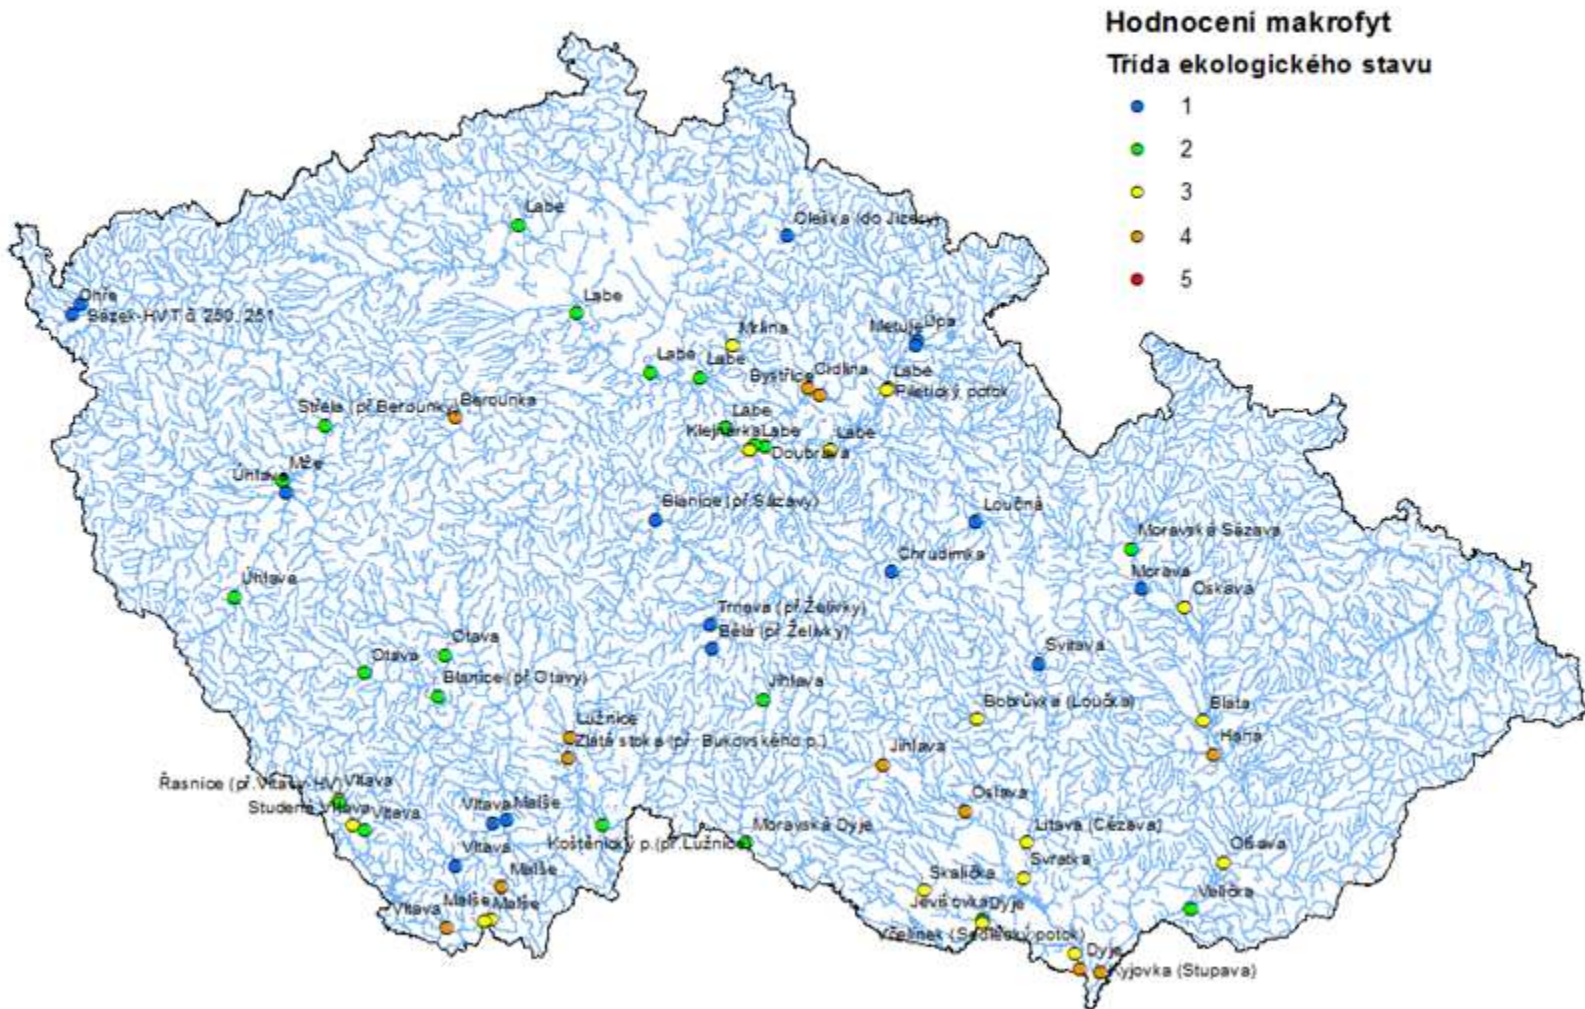 Hodnocení makrofyt
Třída ekologického stavu
1
2
3
4
5
Labe
Oleška (do Jizery)
Ohře
Sázek-HVT č. 250, 251
Labe
Mrlina
Metuje
Úpa
Labe
Labe
Bystřice
Cidlina
Labe
Piletický potok
Střela (př.Berounky)
Berounka
Labe
Klejnárka
Labe
Doubrava
Labe
Mže
Úhlava
Blanice (př.Sázavy)
Loučná
Moravská Sázava
Chrudimka
Morava
Oskava
Úhlava
Trnava (př.Želivky)
Bělá (př.Želivky)
Otava
Otava
Svitava
Blanice (př.Otavy)
Jihlava
Bobrůvka (Loučka)
Blata
Lužnice
Zlatá stoka (př. Bukovského p.)
Jihlava
Haná
Řasnice (př.Vltavy-HV)
Vltava
Studená Vltava
Vltava
Vltava
Malše
Koštěnický p.(př.Lužnice)
Moravská Dyje
Oslava
Litava (Cézava)
Vltava
Malše
Svratka
Olšava
Skalička
Malše
Malše
Vltava
Jevišovka
Dyje
Velička
Včelínek (Sedlecký potok)
Dyje
Kyjovka (Stupava)